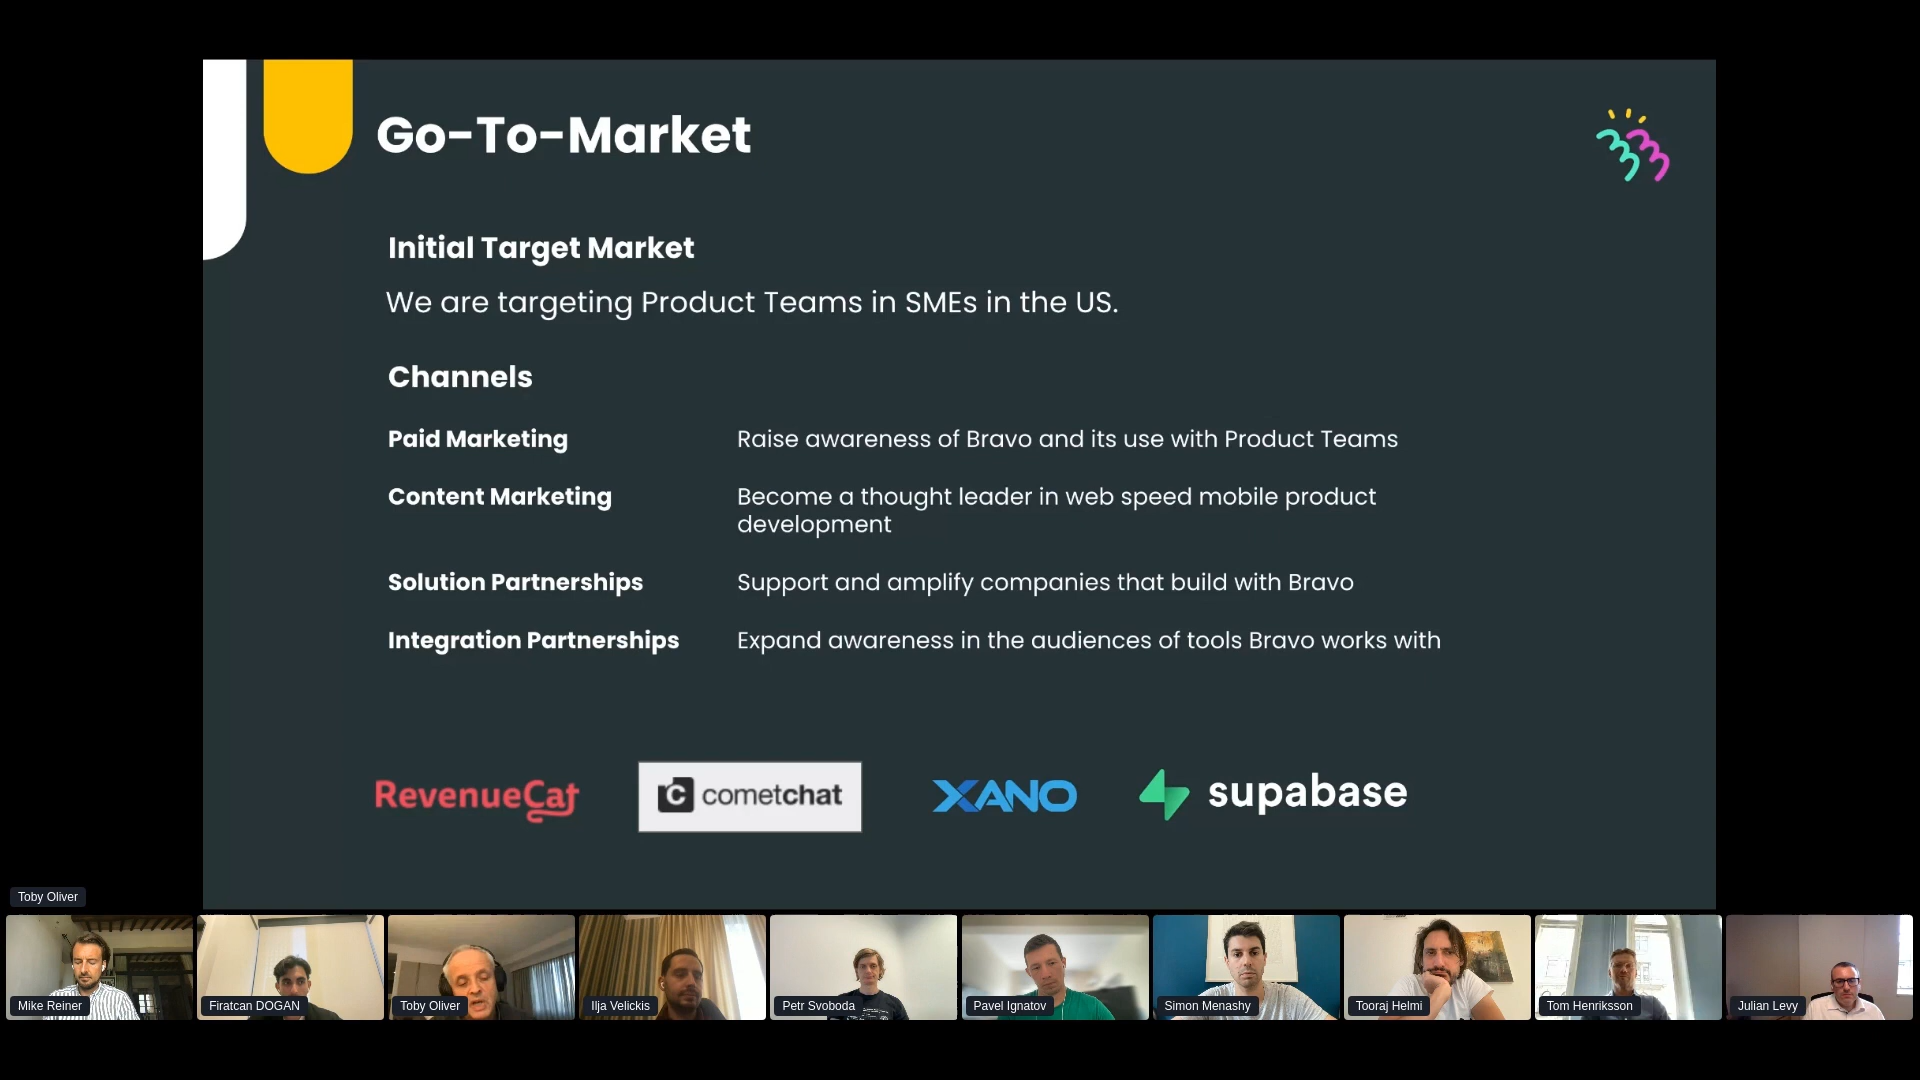 Go-To-Market
Initial Target Market
We are targeting Product Teams in SMEs in the US.
Channels
Paid Marketing
Raise awareness of Bravo and its use with Product Teams
Content Marketing
Become a thought leader in web speed mobile product
development
Solution Partnerships
Support and amplify companies that build with Bravo
Integration Partnerships
Expand awareness in the audiences of tools Bravo works with
RevenueCat
cometchat
XANO
supabase
Toby Oliver
Mike Reiner
Firatcan DOGAN
Toby Oliver
Ilja Velickis
Petr Svoboda
Pavel Ignatov
Simon Menashy
Tooraj Helmi
Tom Henriksson
Julian Levy